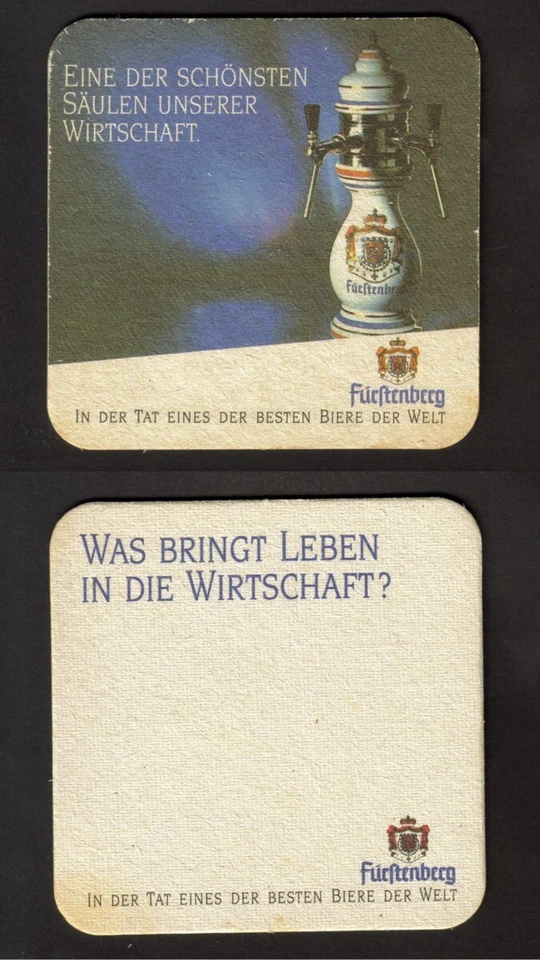 EINE DER SCHÖNSTEN
SÄULEN UNSERER
WIRTSCHAFT.
Fürstenberg
Fürstenberg
IN DER TAT EINES DER BESTEN BIERE DER WELT
WAS BRINGT LEBEN
IN DIE WIRTSCHAFT?
Fürstenberg
IN DER TAT EINES DER BESTEN BIERE DER WELT